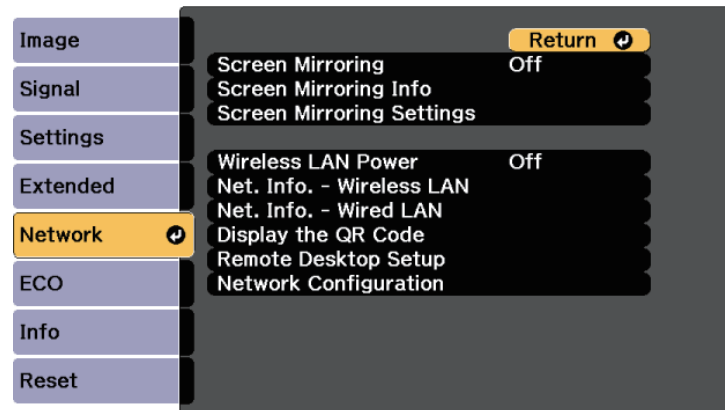 Image
Signal
Settings
Extended
Network
ECO
Info
Reset
Return
Screen Mirroring Off
Screen Mirroring Info
Screen Mirroring Settings
Wireless LAN Power Off
Net. Info. - Wireless LAN
Net. Info. - Wired LAN
Display the QR Code
Remote Desktop Setup
Network Configuration